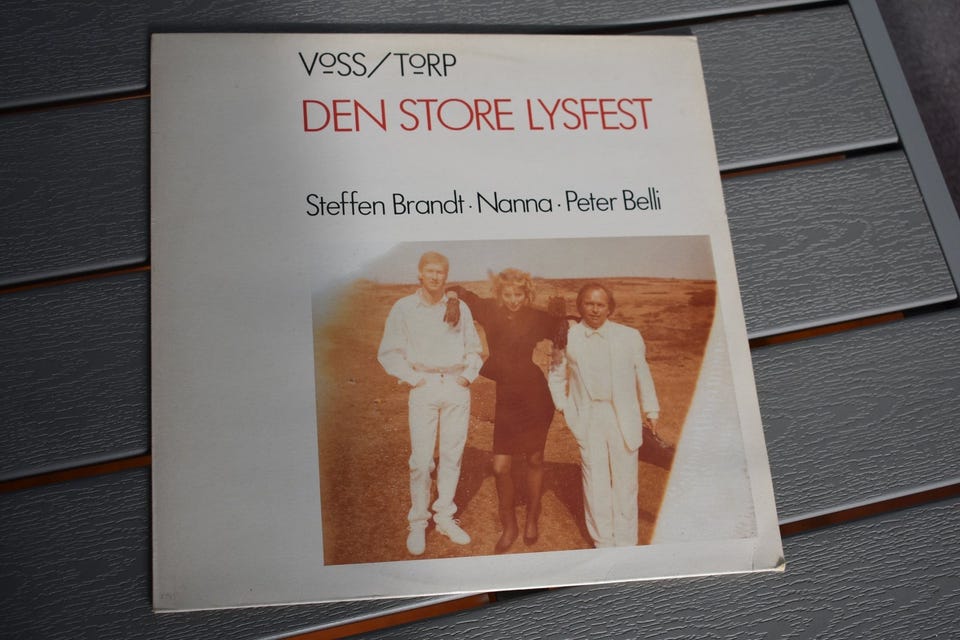 VOSS/TORP
DEN STORE LYSFEST
Steffen Brandt · Nanna · Peter Belli